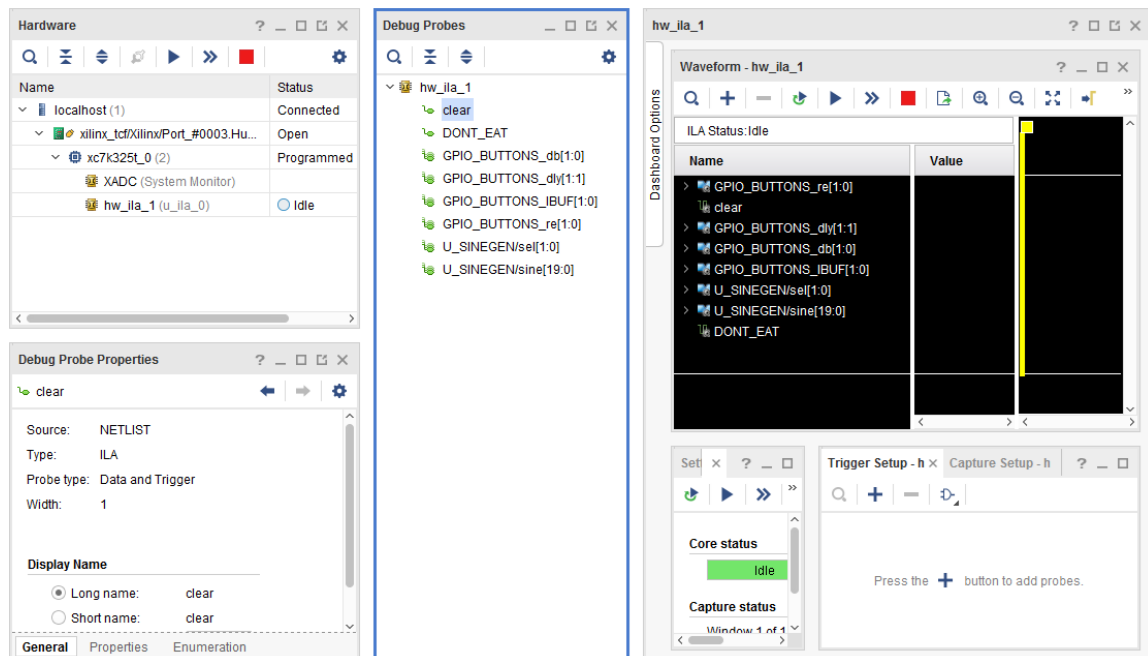 Hardware
Name Status
localhost (1) Connected
xilinx_tcf/Xilinx/Port_#0003.Hu... Open
xc7k325t_0 (2) Programmed
XADC (System Monitor)
hw_ila_1 (u_ila_0) Idle
Debug Probe Properties
clear
Source: NETLIST
Type: ILA
Probe type: Data and Trigger
Width: 1
Display Name
Long name: clear
Short name: clear
General Properties Enumeration
Debug Probes
hw_ila_1
clear
DONT_EAT
GPIO_BUTTONS_db[1:0]
GPIO_BUTTONS_dly[1:1]
GPIO_BUTTONS_IBUF[1:0]
GPIO_BUTTONS_re[1:0]
U_SINEGEN/sel[1:0]
U_SINEGEN/sine[19:0]
hw_ila_1
Dashboard Options
Waveform - hw_ila_1
ILA Status:Idle
Name Value
GPIO_BUTTONS_re[1:0]
clear
GPIO_BUTTONS_dly[1:1]
GPIO_BUTTONS_db[1:0]
GPIO_BUTTONS_IBUF[1:0]
U_SINEGEN/sel[1:0]
U_SINEGEN/sine[19:0]
DONT_EAT
Core status
Idle
Capture status
Window 1 of 1
Trigger Setup - h Capture Setup - h
Press the + button to add probes.